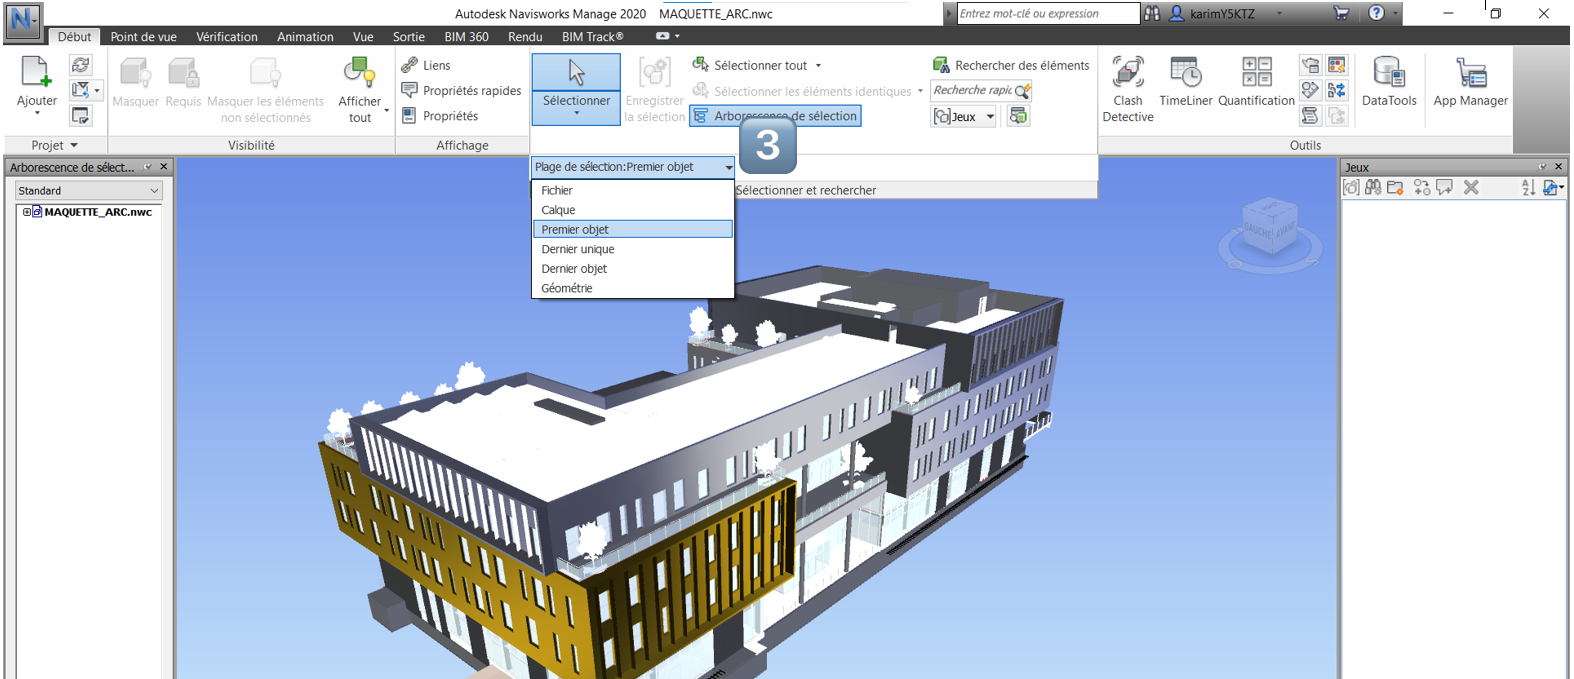 Autodesk Navisworks Manage 2020 MAQUETTE_ARC.nwc
Entrez mot-clé ou expression
karimY5KTZ
Début Point de vue Vérification Animation Vue Sortie BIM 360 Rendu BIM Track®
Ajouter
Projet
Masquer
Requis
Masquer les éléments
non sélectionnés
Afficher
tout
Visibilité
Liens
Propriétés rapides
Propriétés
Affichage
Sélectionner
Enregistrer
la sélection
Sélectionner tout
Sélectionner les éléments identiques
Arborescence de sélection
3
Rechercher des éléments
Recherche rapide
Jeux
Plage de sélection:Premier objet
Sélectionner et rechercher
Fichier
Calque
Premier objet
Dernier unique
Dernier objet
Géométrie
Clash
Detective
TimeLiner
Quantification
DataTools
App Manager
Outils
Arborescence de sélect...
Standard
MAQUETTE_ARC.nwc
Jeux
GAUCHE
AVANT